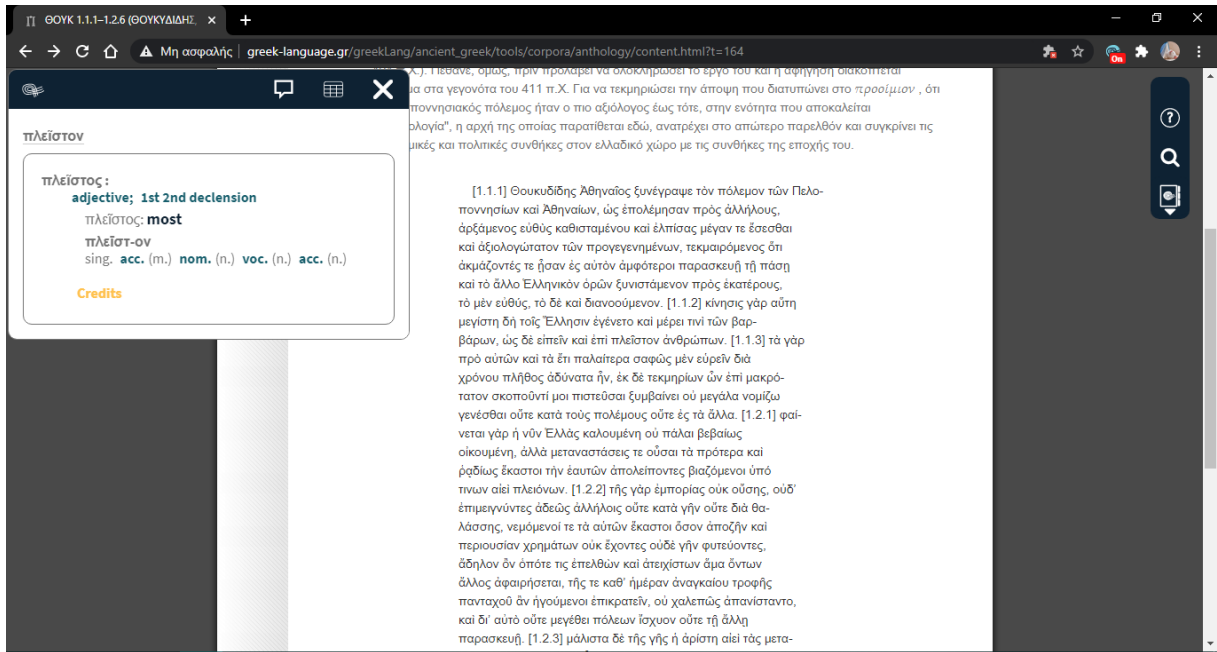 ΘΟΥΚ 1.1.1–1.2.6 (ΘΟΥΚΥΔΙΔΗΣ,
Μη ασφαλής | greek-language.gr/greekLang/ancient_greek/tools/corpora/anthology/content.html?t=164
On
πλεῖστον
πλεῖστος :
adjective; 1st 2nd declension
πλεῖστος: most
πλεῖστ-ον
sing. acc. (m.) nom. (n.) voc. (n.) acc. (n.)
Credits
Χ.). Πέθανε, όμως, πριν προλάβει να ολοκληρώσει το έργο του και η αφήγηση διακόπτεται
μα στα γεγονότα του 411 π.Χ. Για να τεκμηριώσει την άποψη που διατυπώνει στο προοίμιον , ότι
ποννησιακός πόλεμος ήταν ο πιο αξιόλογος έως τότε, στην ενότητα που αποκαλείται
ολογία", η αρχή της οποίας παρατίθεται εδώ, ανατρέχει στο απώτερο παρελθόν και συγκρίνει τις
μικές και πολιτικές συνθήκες στον ελλαδικό χώρο με τις συνθήκες της εποχής του.
[1.1.1] Θουκυδίδης Ἀθηναῖος ξυνέγραψε τὸν πόλεμον τῶν Πελο-
ποννησίων καὶ Ἀθηναίων, ὡς ἐπολέμησαν πρὸς ἀλλήλους,
ἀρξάμενος εὐθὺς καθισταμένου καὶ ἐλπίσας μέγαν τε ἔσεσθαι
καὶ ἀξιολογώτατον τῶν προγεγενημένων, τεκμαιρόμενος ὅτι
ἀκμάζοντές τε ᾖσαν ἐς αὐτὸν ἀμφότεροι παρασκευῇ τῇ πάσῃ
καὶ τὸ ἄλλο Ἑλληνικὸν ὁρῶν ξυνιστάμενον πρὸς ἑκατέρους,
τὸ μὲν εὐθύς, τὸ δὲ καὶ διανοούμενον. [1.1.2] κίνησις γὰρ αὕτη
μεγίστη δὴ τοῖς Ἕλλησιν ἐγένετο καὶ μέρει τινὶ τῶν βαρ-
βάρων, ὡς δὲ εἰπεῖν καὶ ἐπὶ πλεῖστον ἀνθρώπων. [1.1.3] τὰ γὰρ
πρὸ αὐτῶν καὶ τὰ ἔτι παλαίτερα σαφῶς μὲν εὑρεῖν διὰ
χρόνου πλῆθος ἀδύνατα ἦν, ἐκ δὲ τεκμηρίων ὧν ἐπὶ μακρό-
τατον σκοποῦντί μοι πιστεῦσαι ξυμβαίνει οὐ μεγάλα νομίζω
γενέσθαι οὔτε κατὰ τοὺς πολέμους οὔτε ἐς τὰ ἄλλα. [1.2.1] φαί-
νεται γὰρ ἡ νῦν Ἑλλὰς καλουμένη οὐ πάλαι βεβαίως
οἰκουμένη, ἀλλὰ μεταναστάσεις τε οὖσαι τὰ πρότερα καὶ
ῥᾳδίως ἕκαστοι τὴν ἑαυτῶν ἀπολείποντες βιαζόμενοι ὑπό
τινων αἰεὶ πλειόνων. [1.2.2] τῆς γὰρ ἐμπορίας οὐκ οὔσης, οὐδ᾽
ἐπιμειγνύντες ἀδεῶς ἀλλήλοις οὔτε κατὰ γῆν οὔτε διὰ θα-
λάσσης, νεμόμενοί τε τὰ αὑτῶν ἕκαστοι ὅσον ἀποζῆν καὶ
περιουσίαν χρημάτων οὐκ ἔχοντες οὐδὲ γῆν φυτεύοντες,
ἄδηλον ὂν ὁπότε τις ἐπελθὼν καὶ ἀτειχίστων ἅμα ὄντων
ἄλλος ἀφαιρήσεται, τῆς τε καθ᾽ ἡμέραν ἀναγκαίου τροφῆς
πανταχοῦ ἂν ἡγούμενοι ἐπικρατεῖν, οὐ χαλεπῶς ἀπανίσταντο,
καὶ δι᾽ αὐτὸ οὔτε μεγέθει πόλεων ἴσχυον οὔτε τῇ ἄλλῃ
παρασκευῇ. [1.2.3] μάλιστα δὲ τῆς γῆς ἡ ἀρίστη αἰεὶ τὰς μετα-